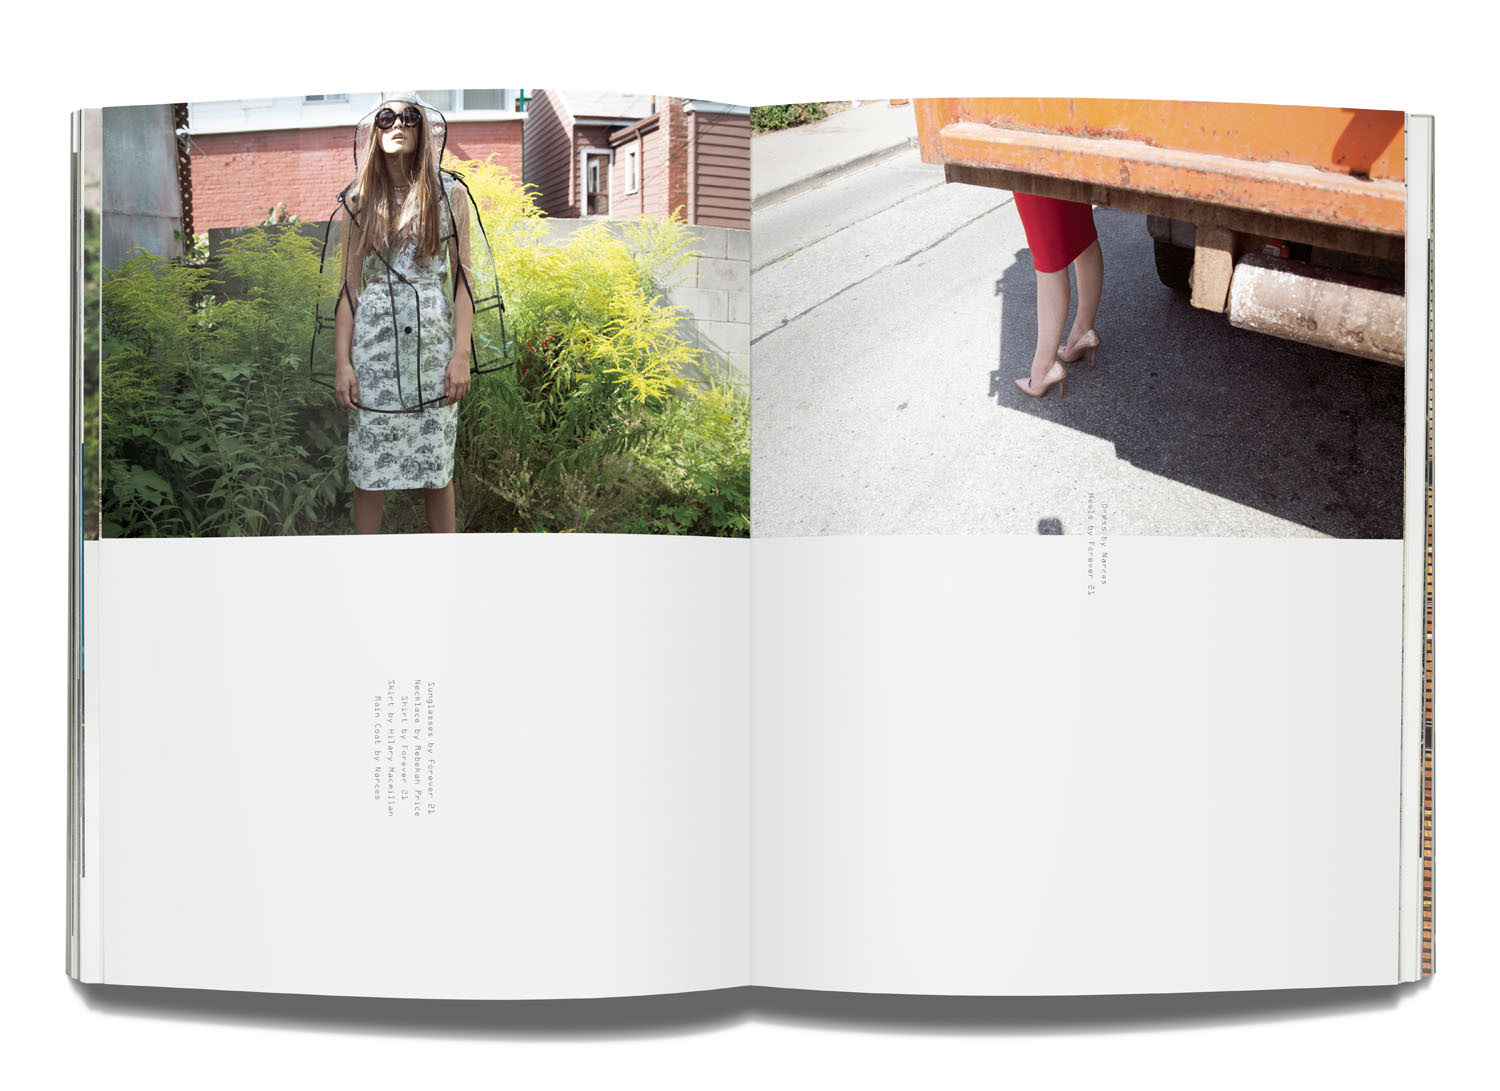 Sunglasses by Forever 21
Necklace by Rebekah Price
Shirt by Forever 21
Skirt by Hilary Macmillan
Rain Coat by Narces
Dress by Narces
Heels by Forever 21